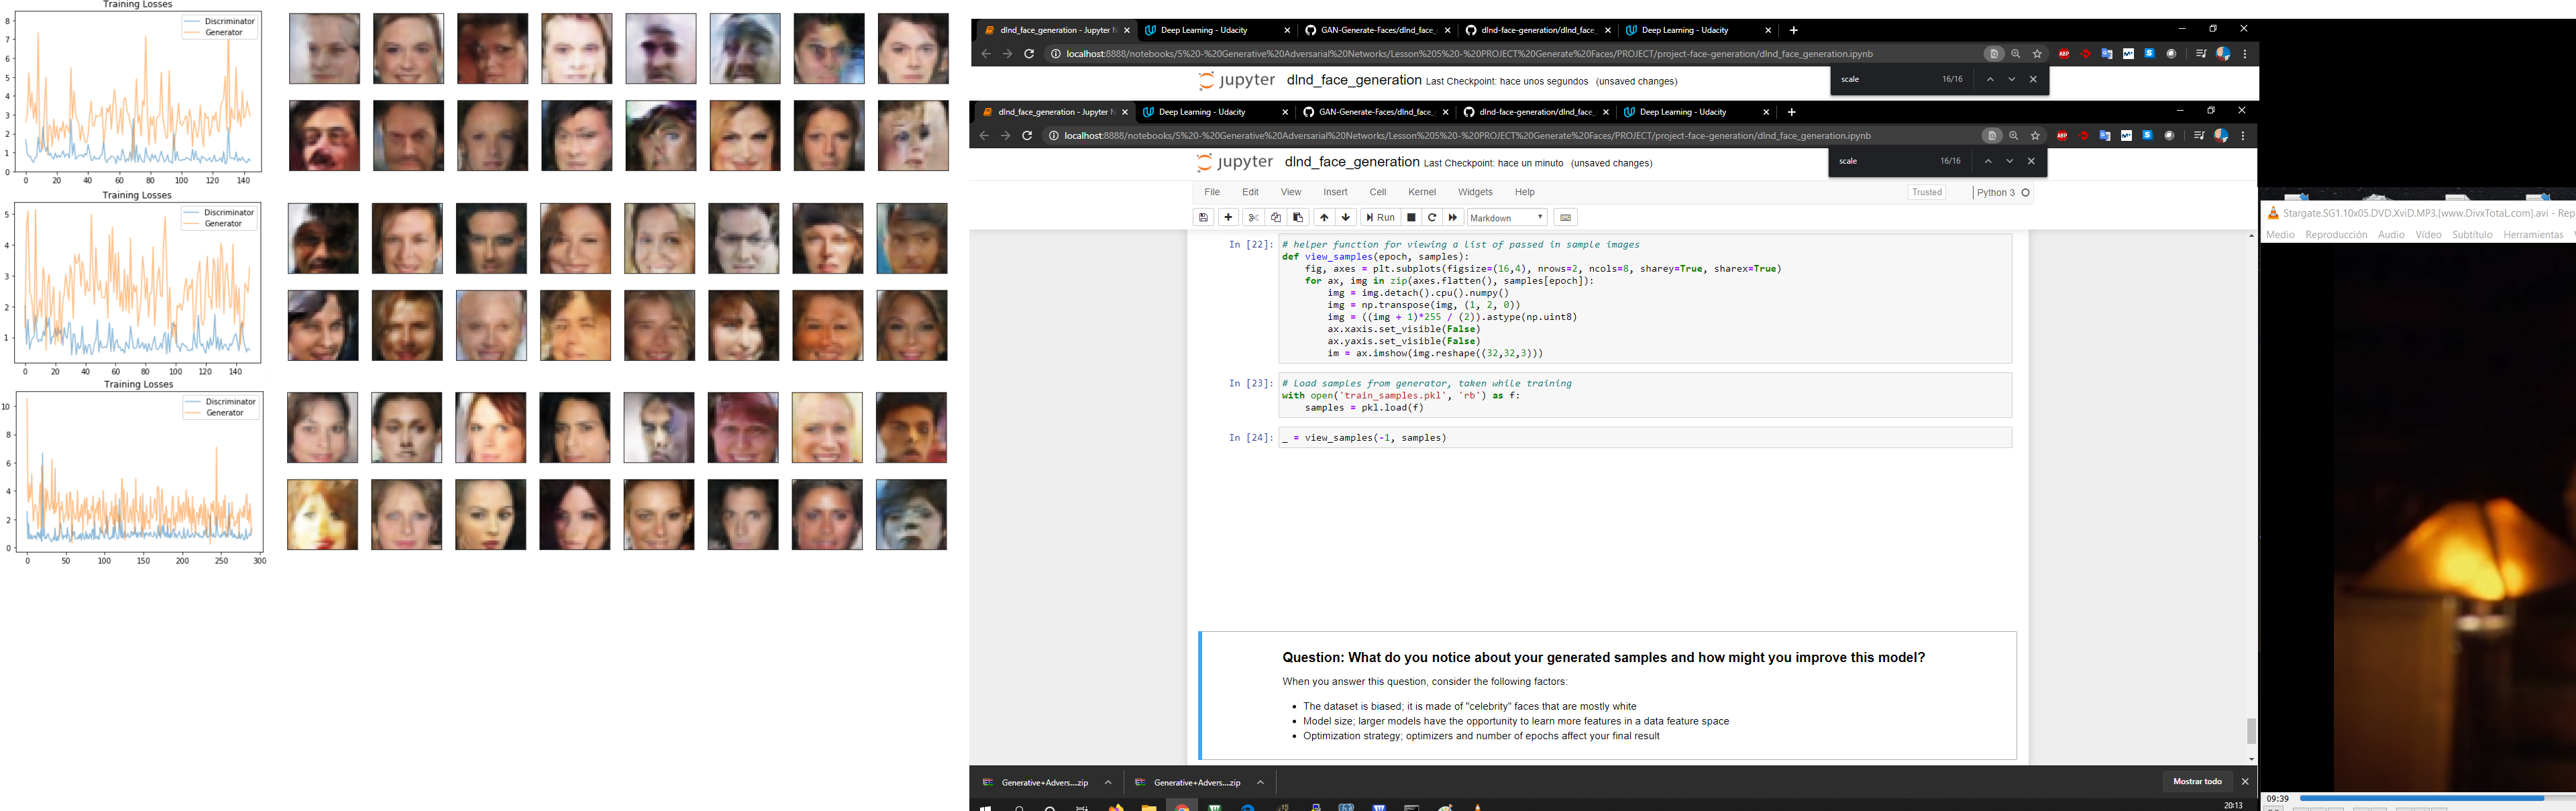 Training Losses
Discriminator
Generator
8
7
6
5
4
3
2
1
0
0 20 40 60 80 100 120 140
Training Losses
Discriminator
Generator
5
4
3
2
1
0 20 40 60 80 100 120 140
Training Losses
Discriminator
Generator
10
8
6
4
2
0
0 50 100 150 200 250 300
dlnd_face_generation - Jupyter N
Deep Learning - Udacity
GAN-Generate-Faces/dlnd_face_
dlnd-face-generation/dlnd_face_
Deep Learning - Udacity
localhost:8888/notebooks/5%20-%20Generative%20Adversarial%20Networks/Lesson%205%20-%20PROJECT%20Generate%20Faces/PROJECT/project-face-generation/dlnd_face_generation.ipynb
ABP
jupyter dlnd_face_generation Last Checkpoint: hace unos segundos (unsaved changes)
scale 16/16
dlnd_face_generation - Jupyter N
Deep Learning - Udacity
GAN-Generate-Faces/dlnd_face_
dlnd-face-generation/dlnd_face_
Deep Learning - Udacity
localhost:8888/notebooks/5%20-%20Generative%20Adversarial%20Networks/Lesson%205%20-%20PROJECT%20Generate%20Faces/PROJECT/project-face-generation/dlnd_face_generation.ipynb
ABP
jupyter dlnd_face_generation Last Checkpoint: hace un minuto (unsaved changes)
scale 16/16
File Edit View Insert Cell Kernel Widgets Help
Trusted Python 3
Run Markdown
In [22]: # helper function for viewing a list of passed in sample images
def view_samples(epoch, samples):
fig, axes = plt.subplots(figsize=(16,4), nrows=2, ncols=8, sharey=True, sharex=True)
for ax, img in zip(axes.flatten(), samples[epoch]):
img = img.detach().cpu().numpy()
img = np.transpose(img, (1, 2, 0))
img = ((img + 1)*255 / (2)).astype(np.uint8)
ax.xaxis.set_visible(False)
ax.yaxis.set_visible(False)
im = ax.imshow(img.reshape((32,32,3)))
In [23]: # Load samples from generator, taken while training
with open('train_samples.pkl', 'rb') as f:
samples = pkl.load(f)
In [24]: _ = view_samples(-1, samples)
Question: What do you notice about your generated samples and how might you improve this model?
When you answer this question, consider the following factors:
• The dataset is biased; it is made of "celebrity" faces that are mostly white
• Model size; larger models have the opportunity to learn more features in a data feature space
• Optimization strategy; optimizers and number of epochs affect your final result
Generative+Advers....zip
Generative+Advers....zip
Mostrar todo
20:13
Stargate.SG1.10x05.DVD.XviD.MP3.[www.DivxTotaL.com].avi - Rep
Medio Reproducción Audio Vídeo Subtítulo Herramientas
09:39